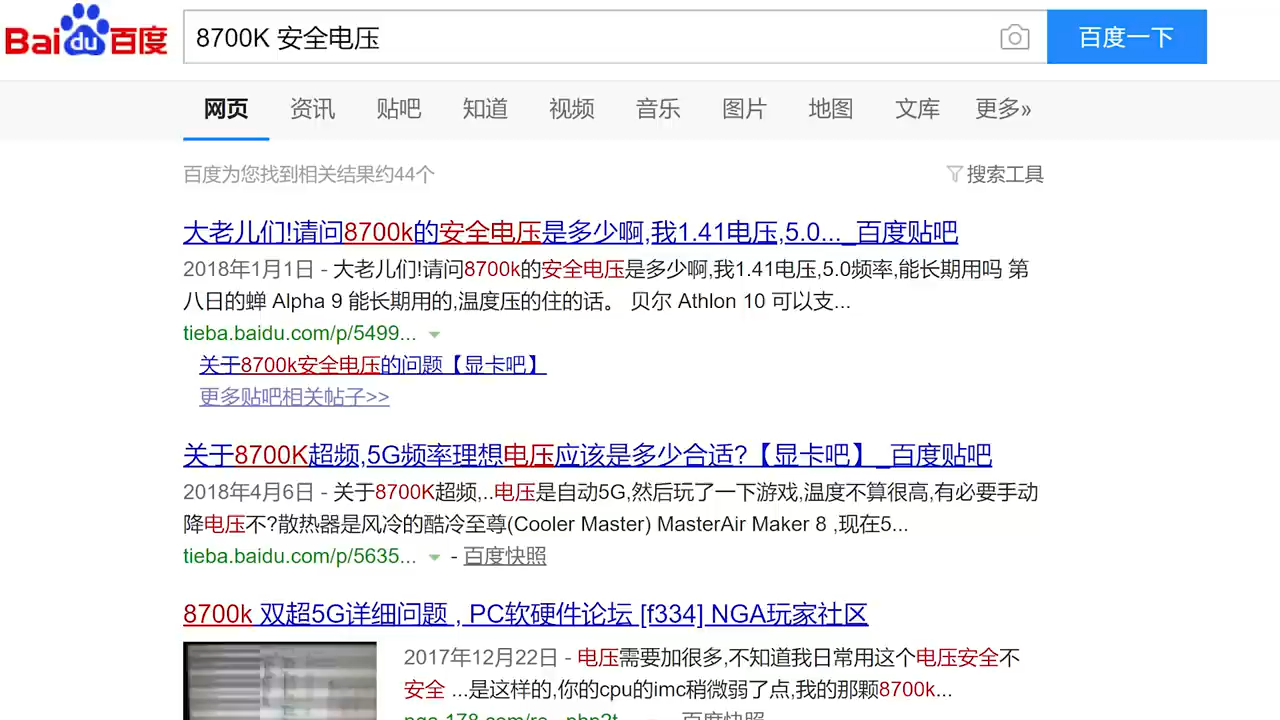 Bai du 百度
8700K 安全电压
百度一下
网页 资讯 贴吧 知道 视频 音乐 图片 地图 文库 更多»
百度为您找到相关结果约44个
搜索工具
大老儿们!请问8700k的安全电压是多少啊,我1.41电压,5.0..._百度贴吧
2018年1月1日 - 大老儿们!请问8700k的安全电压是多少啊,我1.41电压,5.0频率,能长期用吗 第
八日的蝉 Alpha 9 能长期用的,温度压的住的话。 贝尔 Athlon 10 可以支...
tieba.baidu.com/p/5499...
关于8700k安全电压的问题【显卡吧】
更多贴吧相关帖子>>
关于8700K超频,5G频率理想电压应该是多少合适?【显卡吧】_百度贴吧
2018年4月6日 - 关于8700K超频,..电压是自动5G,然后玩了一下游戏,温度不算很高,有必要手动
降电压不?散热器是风冷的酷冷至尊(Cooler Master) MasterAir Maker 8 ,现在5...
tieba.baidu.com/p/5635... - 百度快照
8700k 双超5G详细问题 , PC软硬件论坛 [f334] NGA玩家社区
2017年12月22日 - 电压需要加很多,不知道我日常用这个电压安全不
安全 ...是这样的,你的cpu的imc稍微弱了点,我的那颗8700k...
百度快照